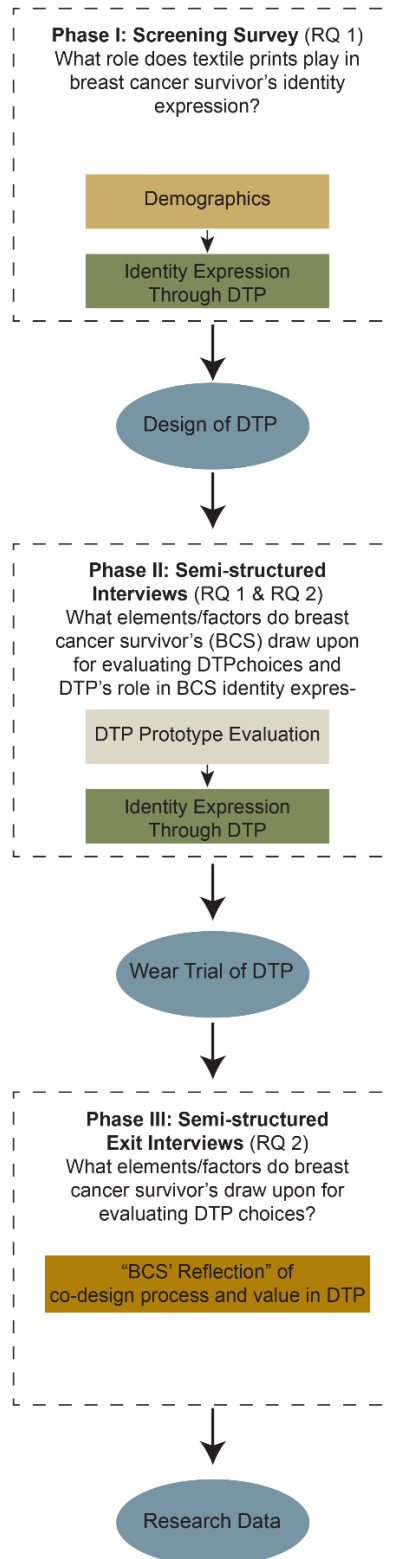 Phase I: Screening Survey (RQ 1)
What role does textile prints play in
breast cancer survivor's identity
expression?
Demographics
Identity Expression
Through DTP
Design of DTP
Phase II: Semi-structured
Interviews (RQ 1 & RQ 2)
What elements/factors do breast
cancer survivor's (BCS) draw upon
for evaluating DTPchoices and
DTP's role in BCS identity expres-
DTP Prototype Evaluation
Identity Expression
Through DTP
Wear Trial of DTP
Phase III: Semi-structured
Exit Interviews (RQ 2)
What elements/factors do breast
cancer survivor's draw upon for
evaluating DTP choices?
“BCS’ Reflection” of
co-design process and value in DTP
Research Data